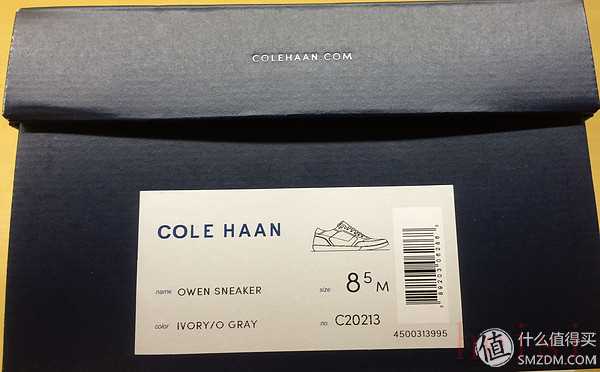 COLEHAAN.COM
COLE HAAN
name: OWEN SNEAKER
size: 8 5 M
color: IVORY/O GRAY
no: C20213
4500313995
值 什么值得买
SMZDM.COM